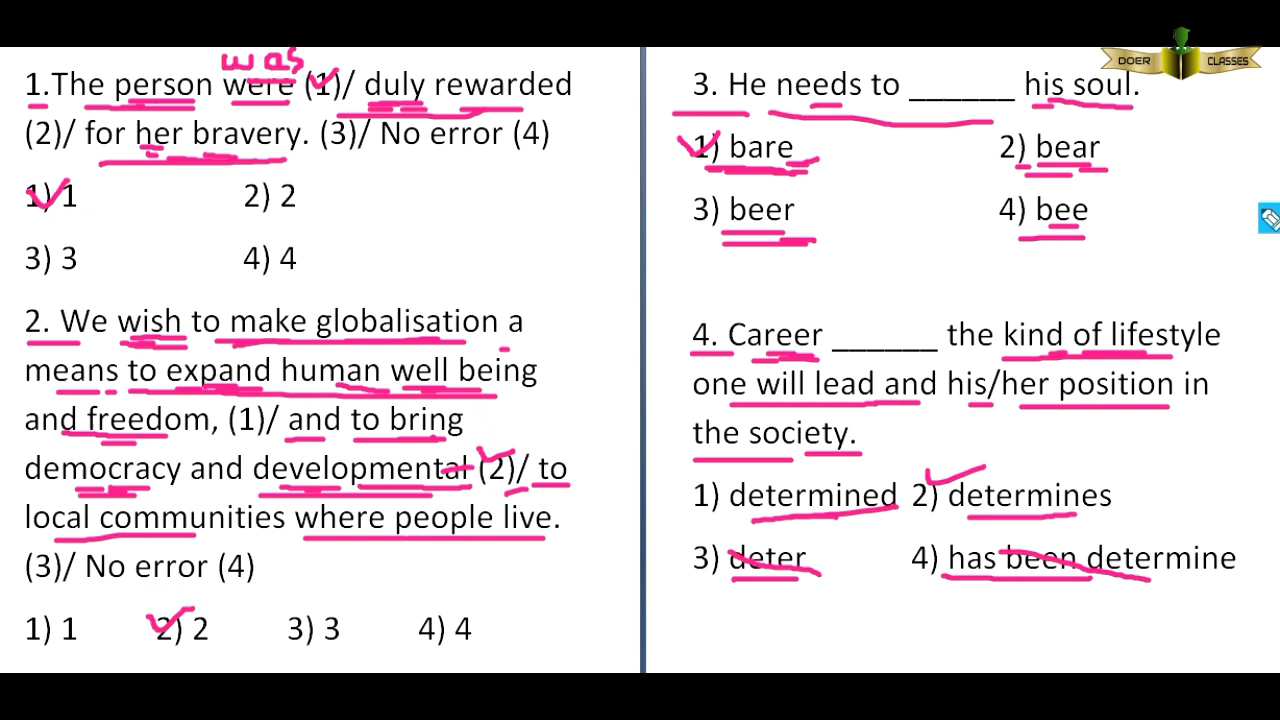 was
1.The person were (1)/ duly rewarded
(2)/ for her bravery. (3)/ No error (4)
1) 1 2) 2
3) 3 4) 4
2. We wish to make globalisation a
means to expand human well being
and freedom, (1)/ and to bring
democracy and developmental (2)/ to
local communities where people live.
(3)/ No error (4)
1) 1 2) 2 3) 3 4) 4
DOER CLASSES
3. He needs to ______ his soul.
1) bare 2) bear
3) beer 4) bee
4. Career ______ the kind of lifestyle
one will lead and his/her position in
the society.
1) determined 2) determines
3) deter 4) has been determine